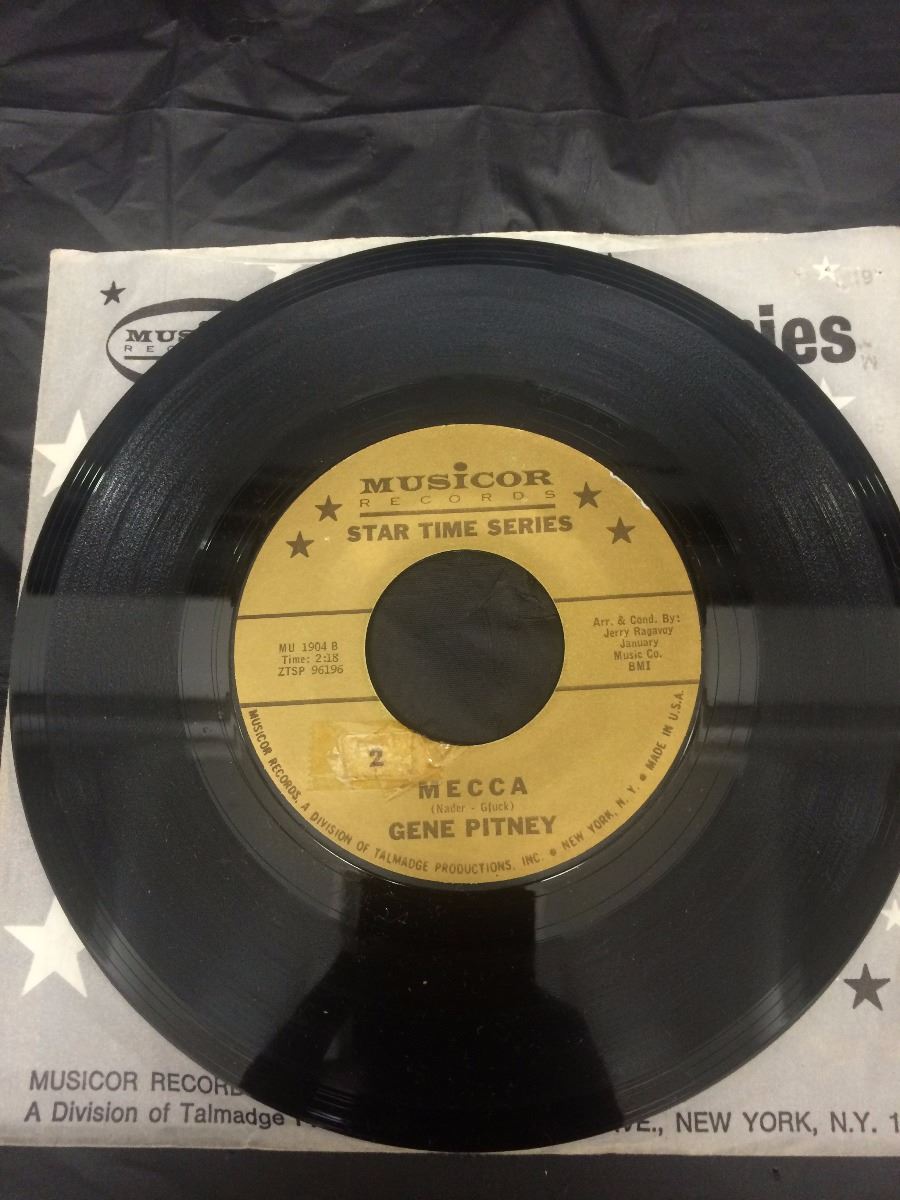 MUSICOR
RECORDS
STAR TIME SERIES
MU 1904 B
Time: 2:18
ZTSP 96196
Arr. & Cond. By:
Jerry Ragavoy
January
Music Co.
BMI
2
MECCA
(Nader - Gluck)
GENE PITNEY
MUSICOR RECORDS, A DIVISION OF TALMADGE PRODUCTIONS, INC. ● NEW YORK, N. Y. ● MADE IN U.S.A.
MUSICOR RECORD
A Division of Talmadge
VE., NEW YORK, N.Y. 1